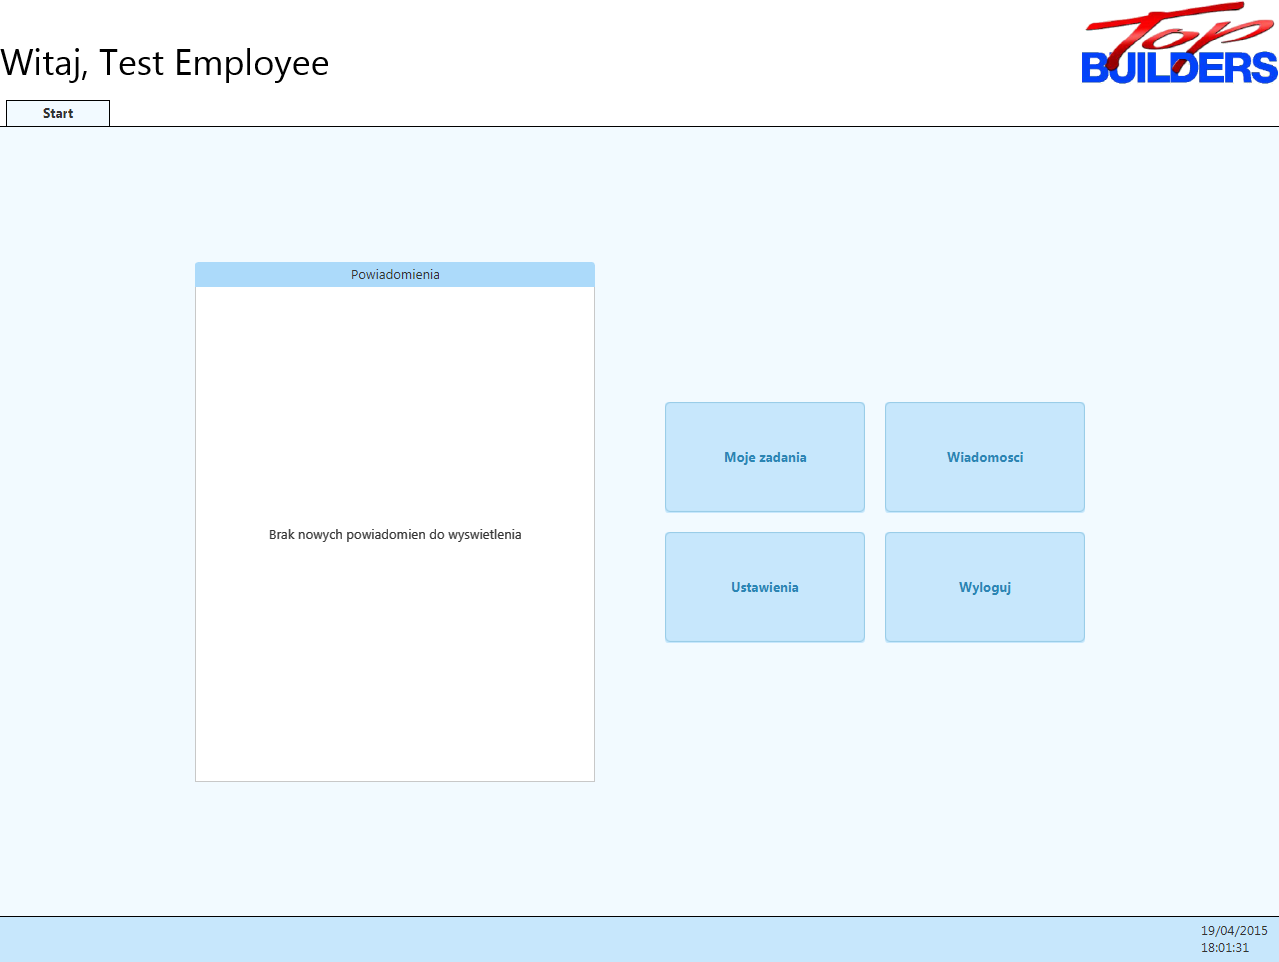 Witaj, Test Employee
Top
BUILDERS
Start
Powiadomienia
Brak nowych powiadomien do wyswietlenia
Moje zadania
Wiadomosci
Ustawienia
Wyloguj
19/04/2015
18:01:31